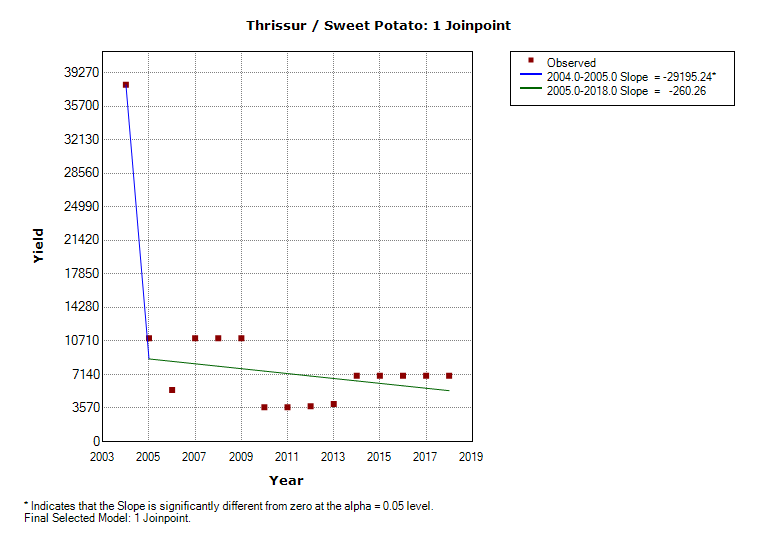 Thrissur / Sweet Potato: 1 Joinpoint
Observed
2004.0-2005.0 Slope = -29195.24*
2005.0-2018.0 Slope = -260.26
39270
35700
32130
28560
24990
21420
17850
14280
10710
7140
3570
0
Yield
2003 2005 2007 2009 2011 2013 2015 2017 2019
Year
* Indicates that the Slope is significantly different from zero at the alpha = 0.05 level.
Final Selected Model: 1 Joinpoint.